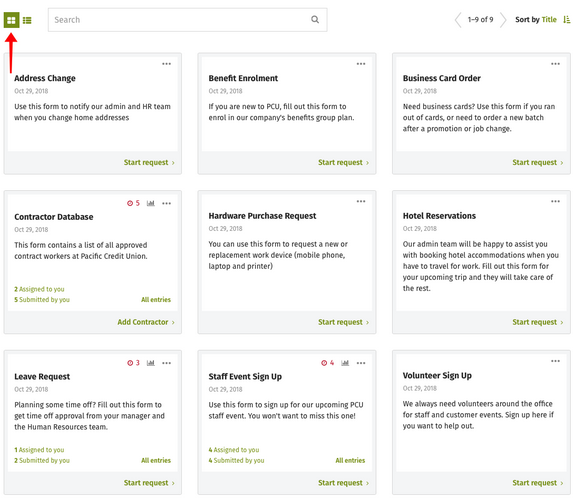 Search
1–9 of 9
Sort by Title
Address Change
Oct 29, 2018
Use this form to notify our admin and HR team
when you change home addresses
Start request ›
Benefit Enrolment
Oct 29, 2018
If you are new to PCU, fill out this form to
enrol in our company's benefits group plan.
Start request ›
Business Card Order
Oct 29, 2018
Need business cards? Use this form if you ran
out of cards, or need to order a new batch
after a promotion or job change.
Start request ›
5
Contractor Database
Oct 29, 2018
This form contains a list of all approved
contract workers at Pacific Credit Union.
2 Assigned to you
5 Submitted by you
All entries
Add Contractor ›
Hardware Purchase Request
Oct 29, 2018
You can use this form to request a new or
replacement work device (mobile phone,
laptop and printer)
Start request ›
Hotel Reservations
Oct 29, 2018
Our admin team will be happy to assist you
with booking hotel accommodations when you
have to travel for work. Fill out this form for
your upcoming trip and they will take care of
the rest.
Start request ›
3
Leave Request
Oct 29, 2018
Planning some time off? Fill out this form to
get time off approval from your manager and
the Human Resources team.
1 Assigned to you
2 Submitted by you
All entries
Start request ›
4
Staff Event Sign Up
Oct 29, 2018
Use this form to sign up for our upcoming PCU
staff event. You won't want to miss this one!
4 Assigned to you
4 Submitted by you
All entries
Start request ›
Volunteer Sign Up
Oct 29, 2018
We always need volunteers around the office
for staff and customer events. Sign up here if
you want to help out.
Start request ›